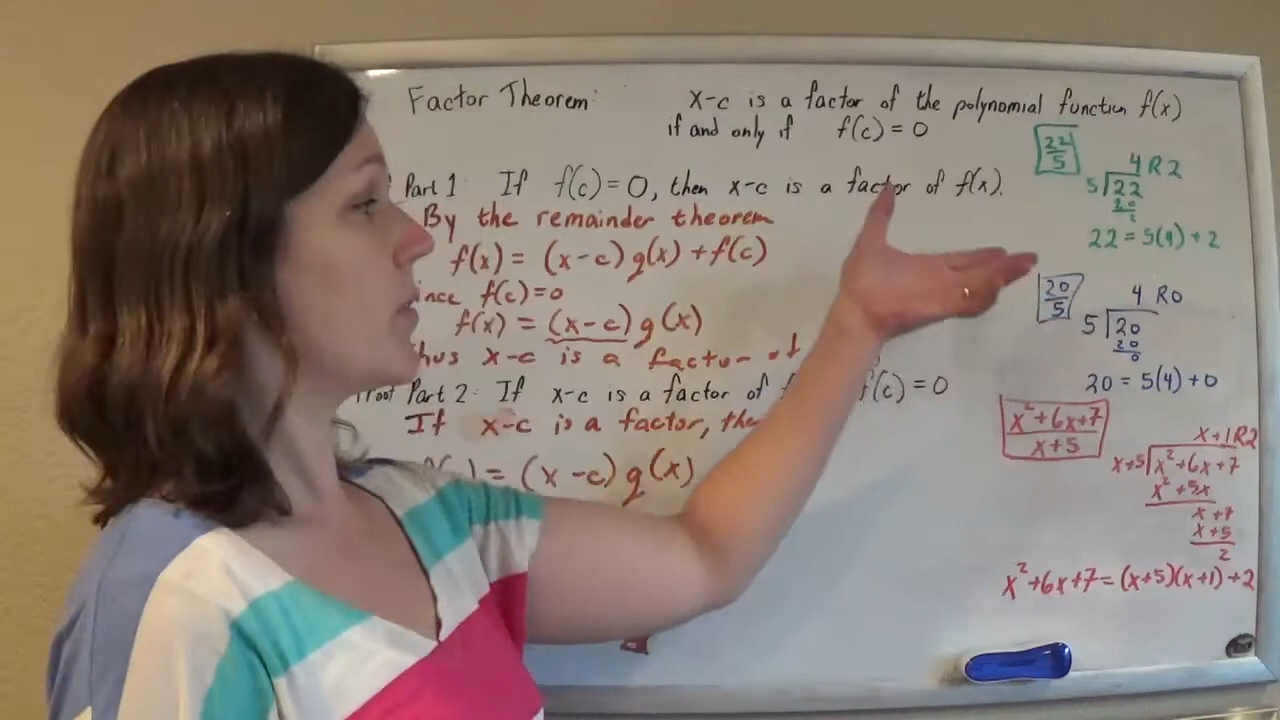 Factor Theorem: x-c is a factor of the polynomial function f(x)
if and only if f(c) = 0
Part 1: If f(c)=0, then x-c is a factor of f(x).
By the remainder theorem
f(x) = (x-c) g(x) + f(c)
ince f(c)=0
f(x) = (x-c) g(x)
hus x-c is a factor of
Part 2: If x-c is a factor of f(c) = 0
If x-c is a factor, the
= (x-c) g(x)
22/5
4 R2
5 22
20
2
22 = 5(4) + 2
20/5
4 R0
5 20
20
0
20 = 5(4) + 0
x²+6x+7
x+5
x+1R2
x+5 x²+6x+7
x²+5x
x+7
x+5
2
x²+6x+7=(x+5)(x+1)+2